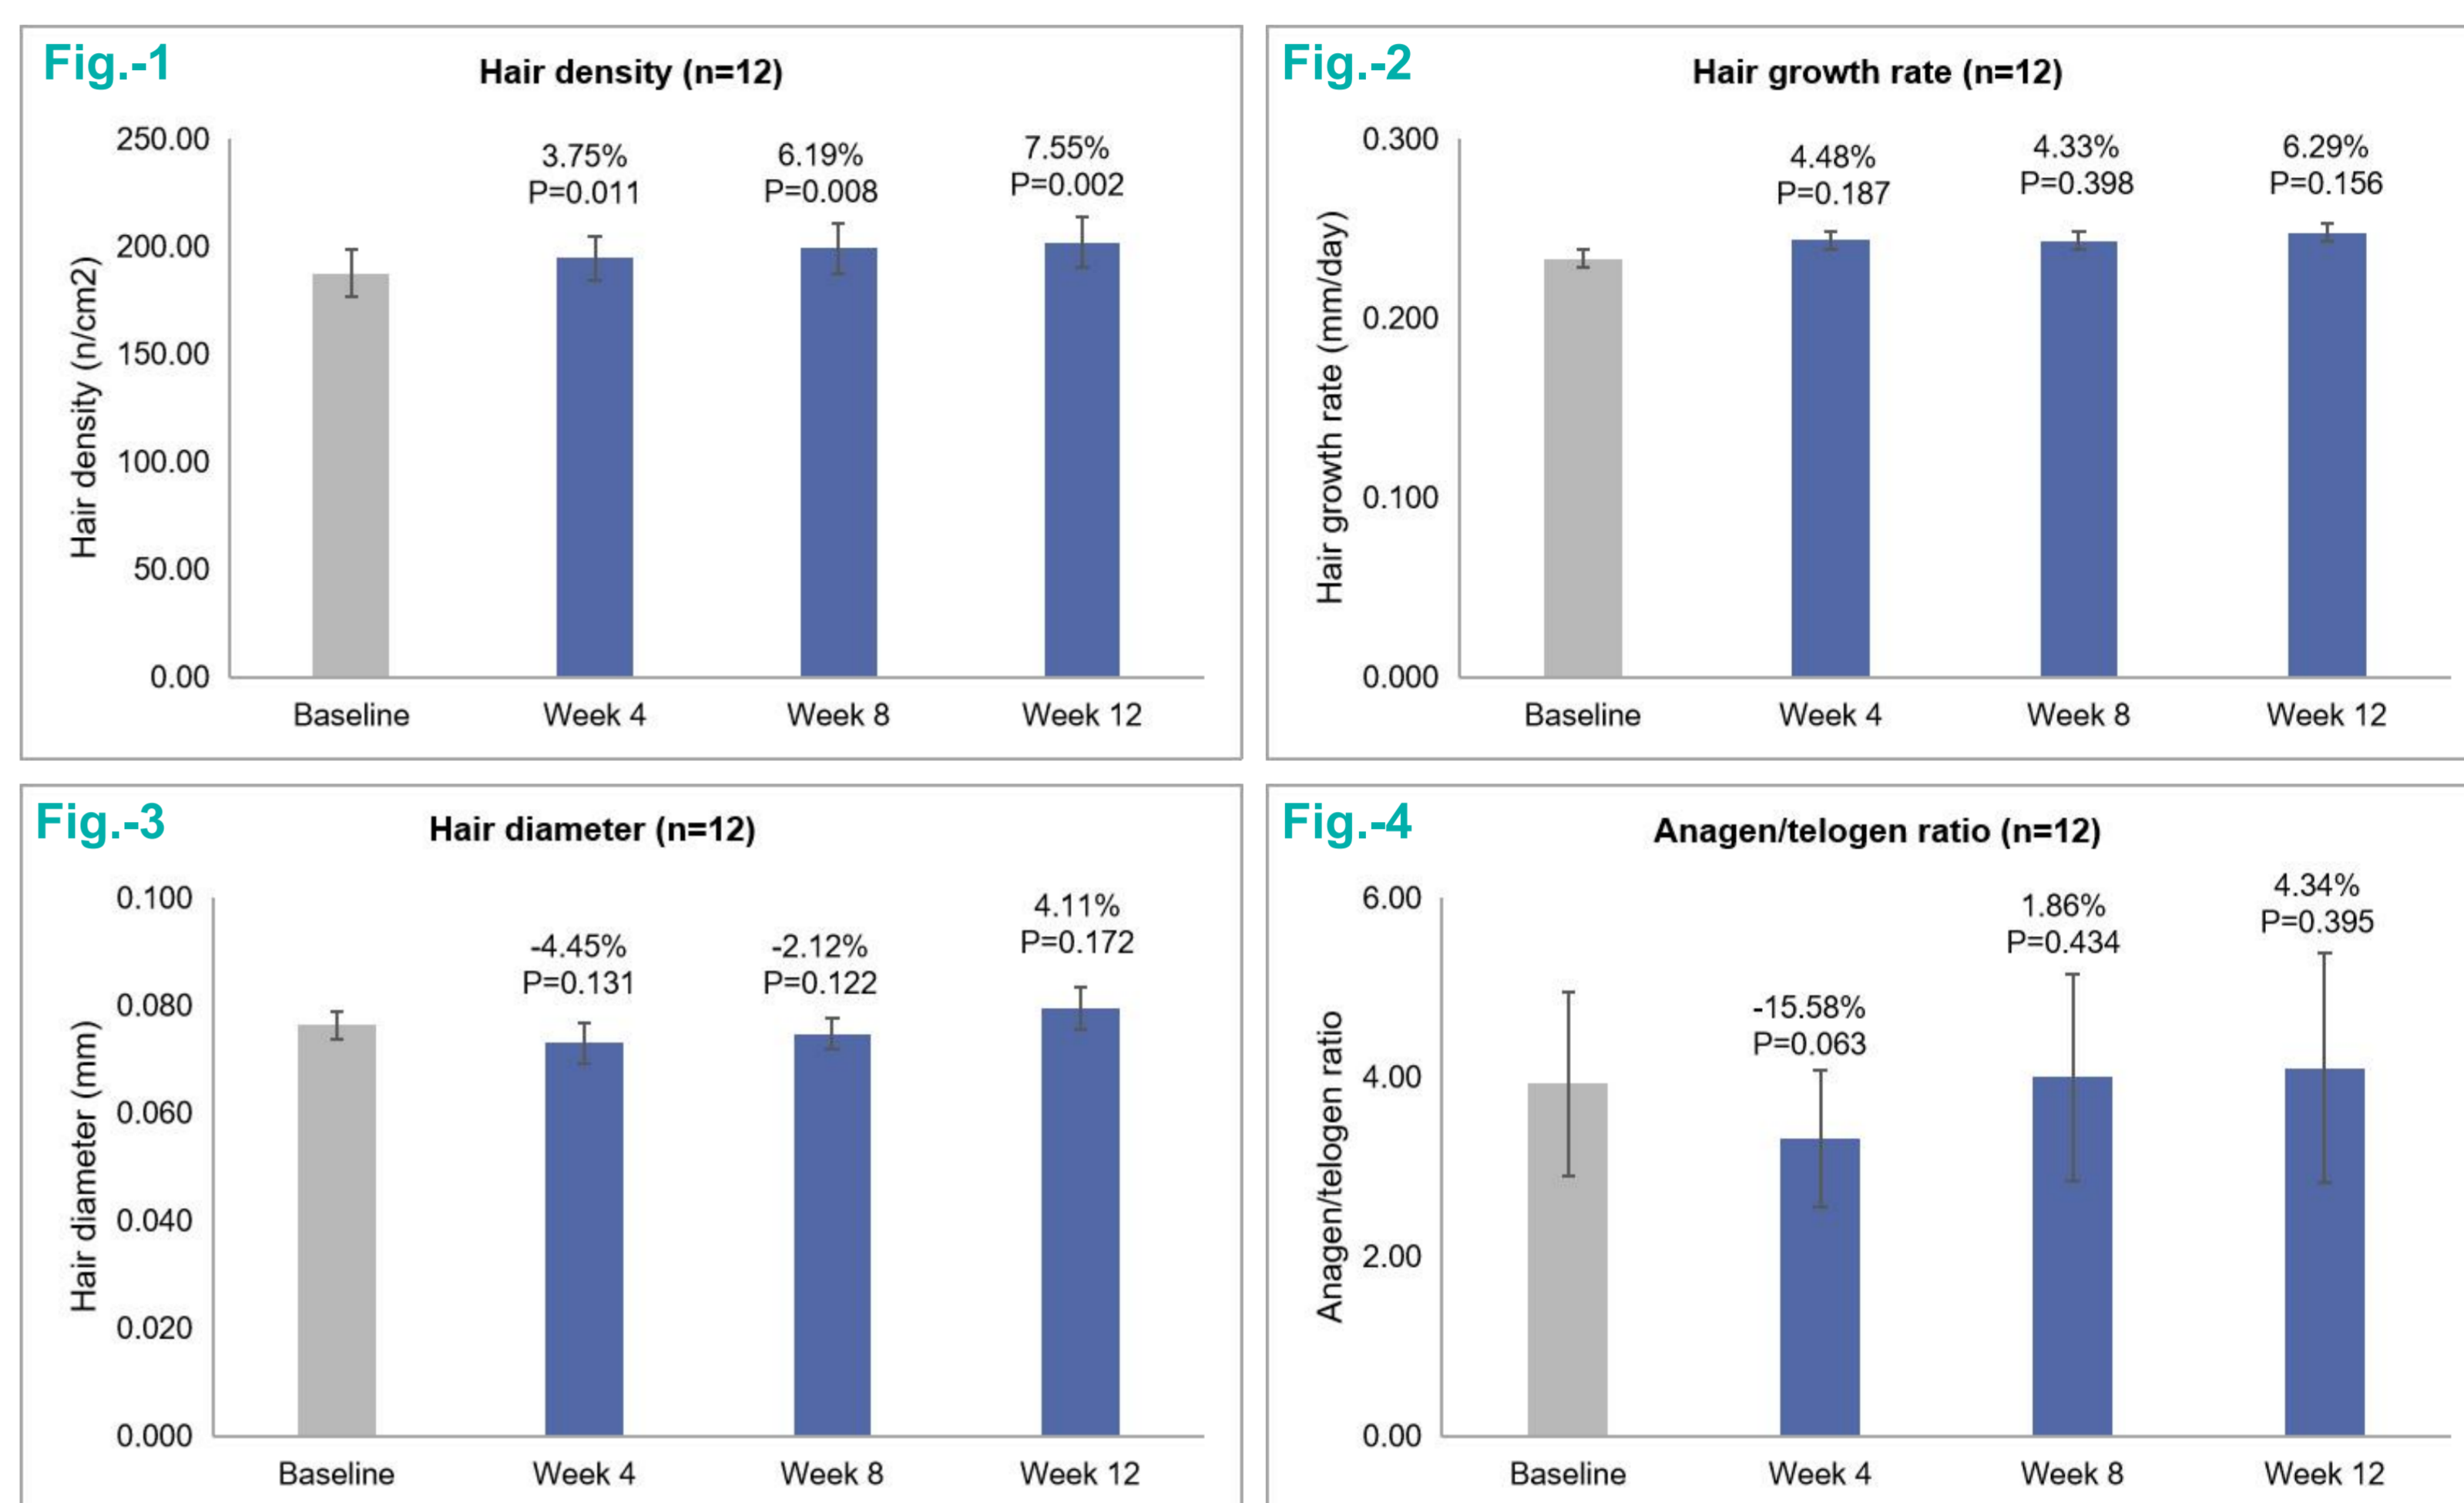 Fig.-1
Hair density (n=12)
Hair density (n/cm2)
250.00
200.00
150.00
100.00
50.00
0.00
3.75%
P=0.011
6.19%
P=0.008
7.55%
P=0.002
Baseline
Week 4
Week 8
Week 12
Fig.-2
Hair growth rate (n=12)
Hair growth rate (mm/day)
0.300
0.200
0.100
0.000
4.48%
P=0.187
4.33%
P=0.398
6.29%
P=0.156
Baseline
Week 4
Week 8
Week 12
Fig.-3
Hair diameter (n=12)
Hair diameter (mm)
0.100
0.080
0.060
0.040
0.020
0.000
-4.45%
P=0.131
-2.12%
P=0.122
4.11%
P=0.172
Baseline
Week 4
Week 8
Week 12
Fig.-4
Anagen/telogen ratio (n=12)
Anagen/telogen ratio
6.00
4.00
2.00
0.00
-15.58%
P=0.063
1.86%
P=0.434
4.34%
P=0.395
Baseline
Week 4
Week 8
Week 12